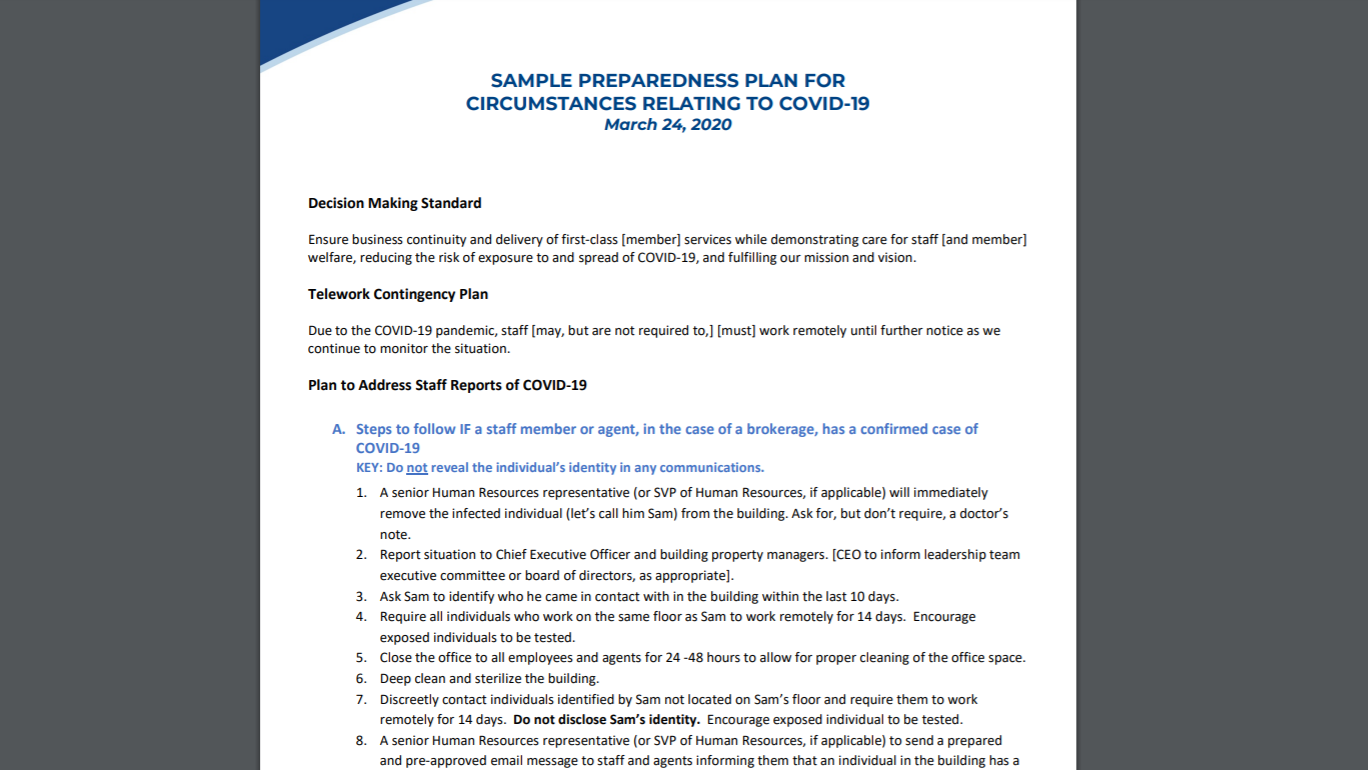 SAMPLE PREPAREDNESS PLAN FOR
CIRCUMSTANCES RELATING TO COVID-19
March 24, 2020
Decision Making Standard
Ensure business continuity and delivery of first-class [member] services while demonstrating care for staff [and member]
welfare, reducing the risk of exposure to and spread of COVID-19, and fulfilling our mission and vision.
Telework Contingency Plan
Due to the COVID-19 pandemic, staff [may, but are not required to,] [must] work remotely until further notice as we
continue to monitor the situation.
Plan to Address Staff Reports of COVID-19
A. Steps to follow IF a staff member or agent, in the case of a brokerage, has a confirmed case of
COVID-19
KEY: Do not reveal the individual's identity in any communications.
1. A senior Human Resources representative (or SVP of Human Resources, if applicable) will immediately
remove the infected individual (let's call him Sam) from the building. Ask for, but don't require, a doctor's
note.
2. Report situation to Chief Executive Officer and building property managers. [CEO to inform leadership team
executive committee or board of directors, as appropriate].
3. Ask Sam to identify who he came in contact with in the building within the last 10 days.
4. Require all individuals who work on the same floor as Sam to work remotely for 14 days. Encourage
exposed individuals to be tested.
5. Close the office to all employees and agents for 24 -48 hours to allow for proper cleaning of the office space.
6. Deep clean and sterilize the building.
7. Discreetly contact individuals identified by Sam not located on Sam's floor and require them to work
remotely for 14 days. Do not disclose Sam's identity. Encourage exposed individual to be tested.
8. A senior Human Resources representative (or SVP of Human Resources, if applicable) to send a prepared
and pre-approved email message to staff and agents informing them that an individual in the building has a